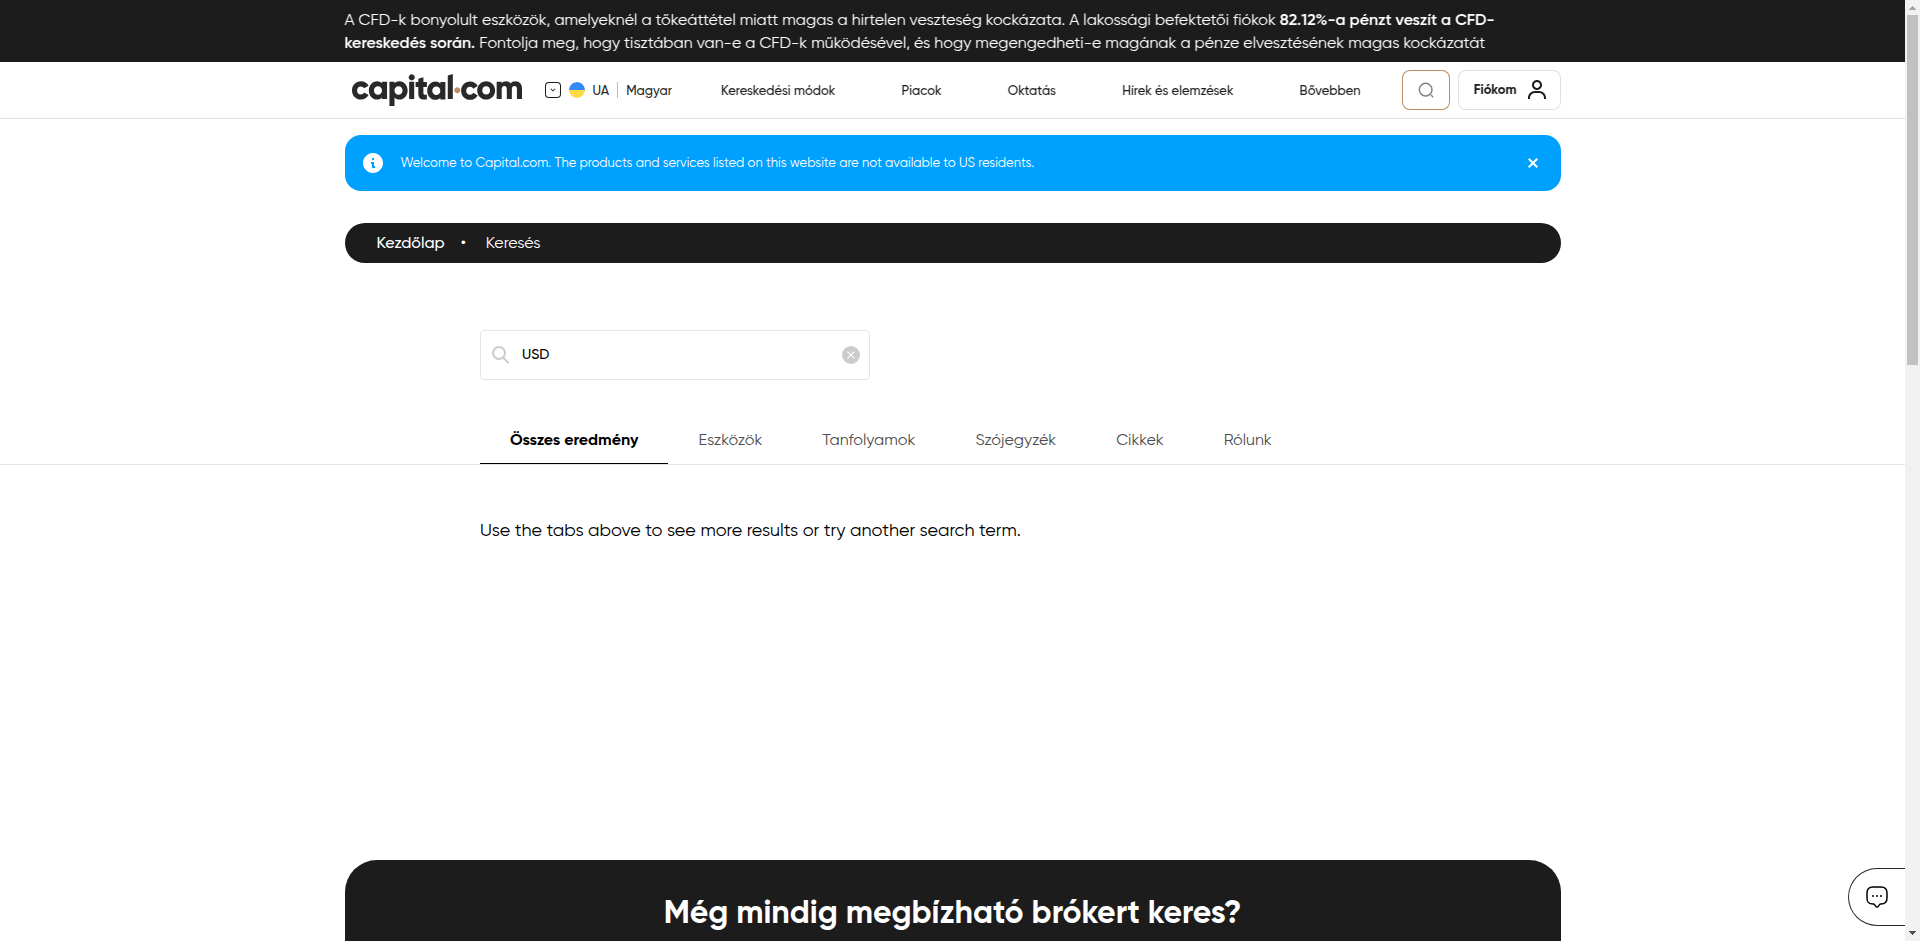 A CFD-k bonyolult eszközök, amelyeknél a tőkeáttétel miatt magas a hirtelen veszteség kockázata. A lakossági befektetői fiókok 82.12%-a pénzt veszít a CFD-
kereskedés során. Fontolja meg, hogy tisztában van-e a CFD-k működésével, és hogy megengedheti-e magának a pénze elvesztésének magas kockázatát
capital.com UA Magyar Kereskedési módok Piacok Oktatás Hírek és elemzések Bővebben Fiókom
Welcome to Capital.com. The products and services listed on this website are not available to US residents.
Kezdőlap • Keresés
USD
Összes eredmény Eszközök Tanfolyamok Szójegyzék Cikkek Rólunk
Use the tabs above to see more results or try another search term.
Még mindig megbízható brókert keres?